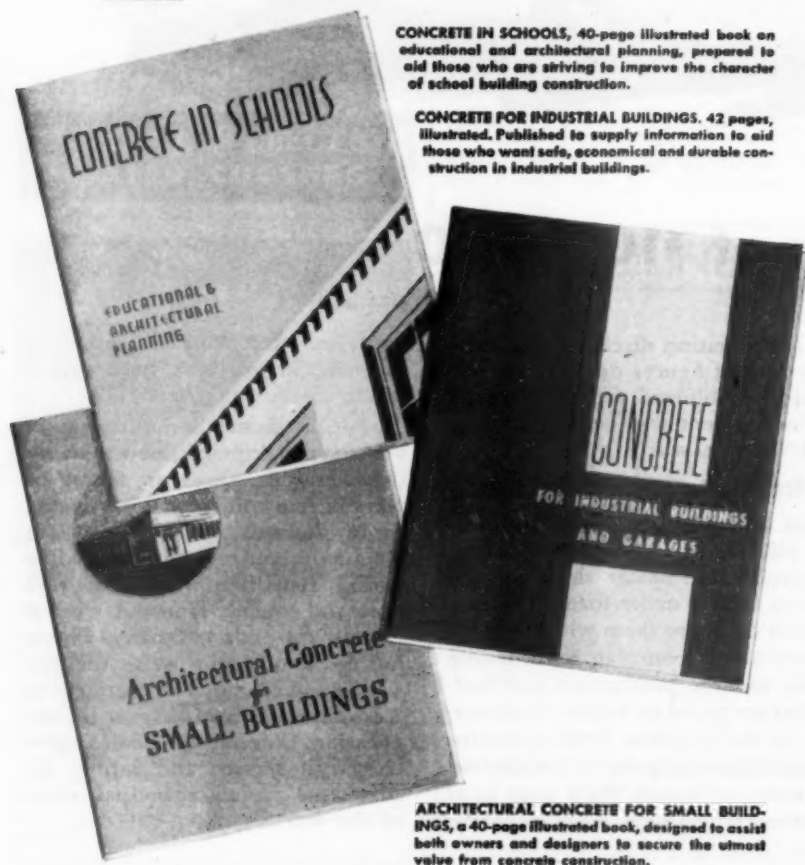 CONCRETE IN SCHOOLS, 40-page illustrated book on
educational and architectural planning, prepared to
aid those who are striving to improve the character
of school building construction.
CONCRETE FOR INDUSTRIAL BUILDINGS. 42 pages,
illustrated. Published to supply information to aid
those who want safe, economical and durable con-
struction in industrial buildings.
CONCRETE IN SCHOOLS
EDUCATIONAL &
ARCHITECTURAL
PLANNING
CONCRETE
FOR INDUSTRIAL BUILDINGS
AND GARAGES
Architectural Concrete
for
SMALL BUILDINGS
ARCHITECTURAL CONCRETE FOR SMALL BUILD-
INGS, a 40-page illustrated book, designed to assist
both owners and designers to secure the utmost
value from concrete construction.